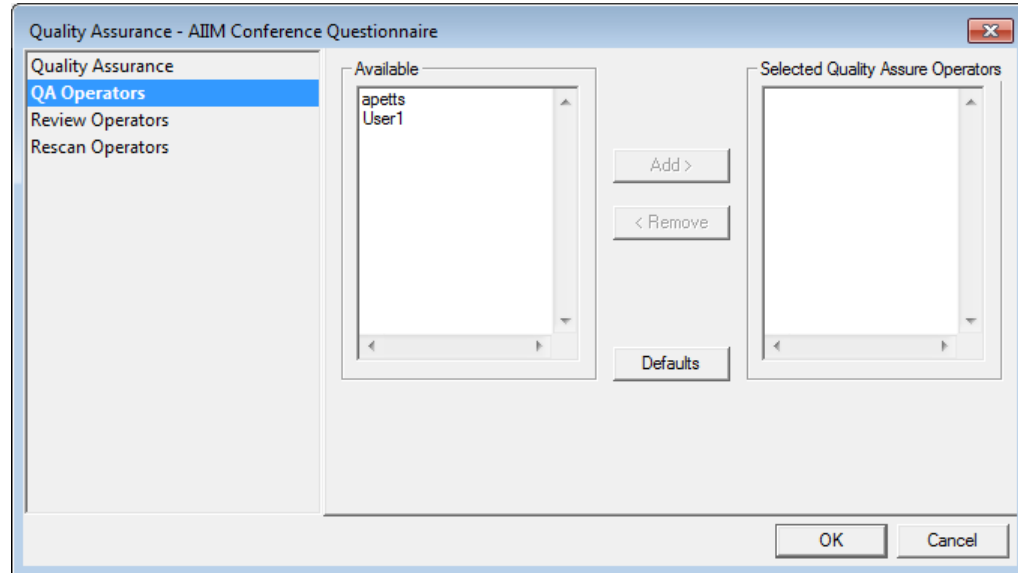 Quality Assurance - AIIM Conference Questionnaire
Quality Assurance
QA Operators
Review Operators
Rescan Operators
Available
apetts
User1
Add >
< Remove
Defaults
Selected Quality Assure Operators
OK
Cancel